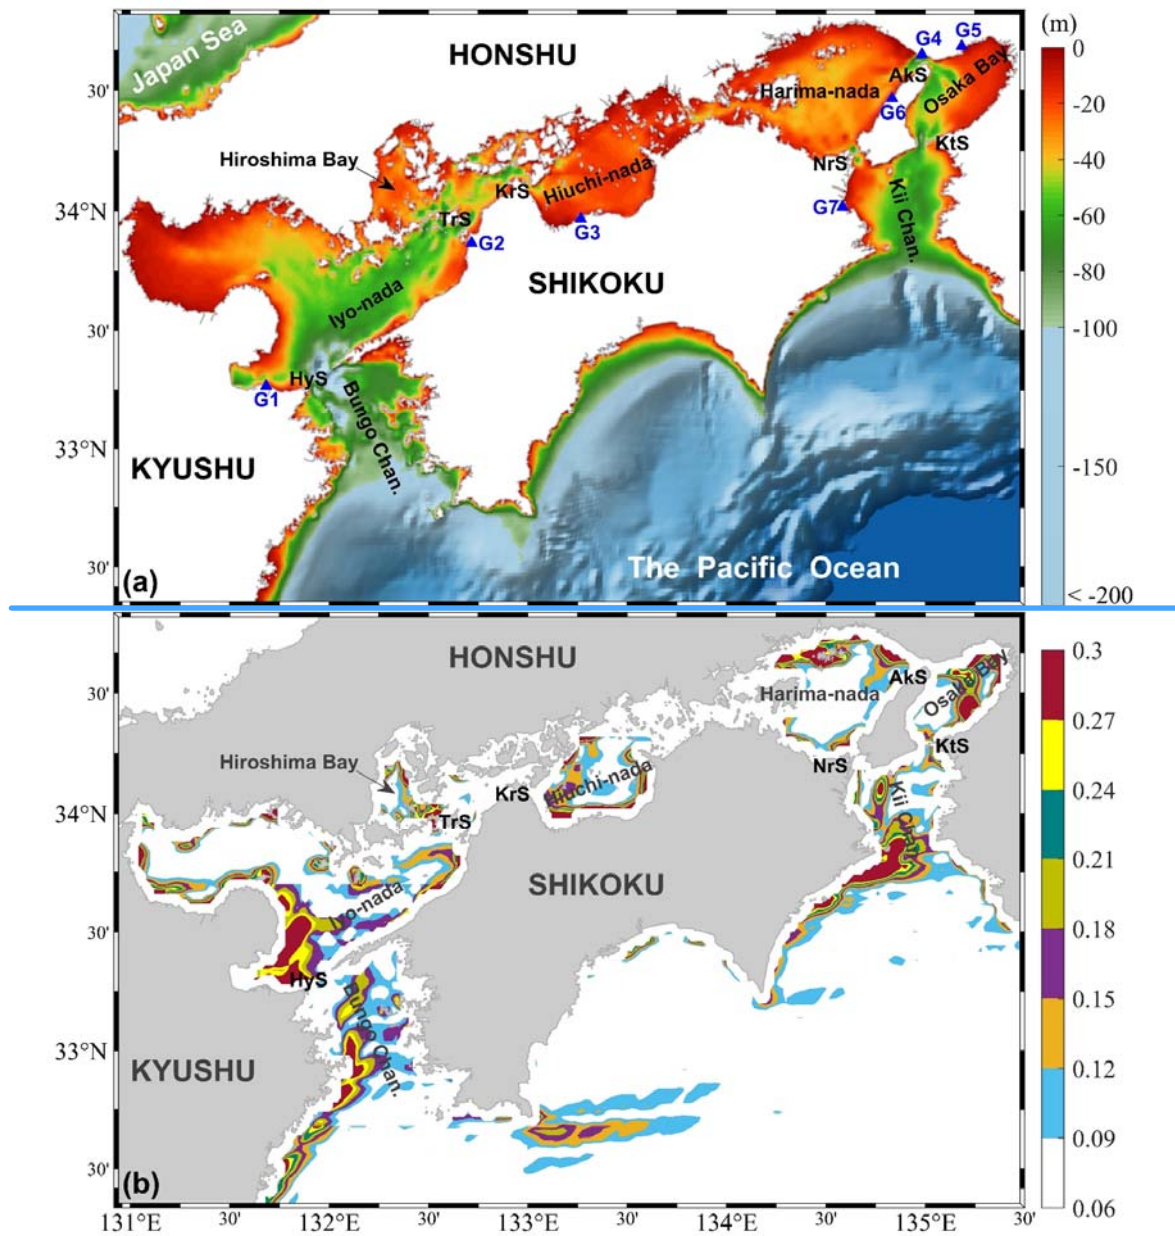 (m)
Japan Sea
HONSHU
G4
G5
0
30'
AkS
Osaka Bay
Harima-nada
G6
-20
KtS
Hiroshima Bay
NrS
-40
KrS
Hiuchi-nada
Kii Chan.
34°N
TrS
G7
G2
G3
-60
SHIKOKU
-80
Iyo-nada
30'
-100
HyS
G1
Bungo Chan.
33°N
KYUSHU
-150
30'
The Pacific Ocean
(a)
< -200
HONSHU
0.3
30'
AkS
Osaka Bay
Harima-nada
0.27
KtS
Hiroshima Bay
NrS
0.24
KrS
Hiuchi-nada
Kii Chan.
34°N
TrS
0.21
SHIKOKU
Iyo-nada
0.18
30'
HyS
0.15
Bungo Chan.
33°N
KYUSHU
0.12
0.09
30'
(b)
0.06
131°E 30' 132°E 30' 133°E 30' 134°E 30' 135°E 30'